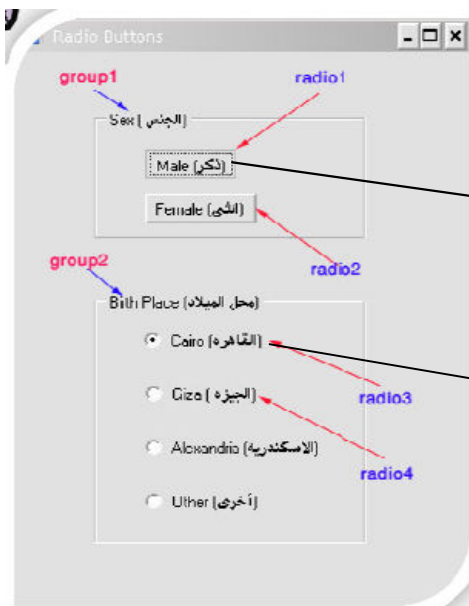 Radio Buttons
group1
radio1
Sex (الجنس)
Male (ذكر)
Female (انثى)
group2
radio2
Birth Place (محل الميلاد)
Cairo (القاهره)
Giza (الجيزه)
radio3
Alexandria (الاسكندريه)
radio4
Other (أخرى)